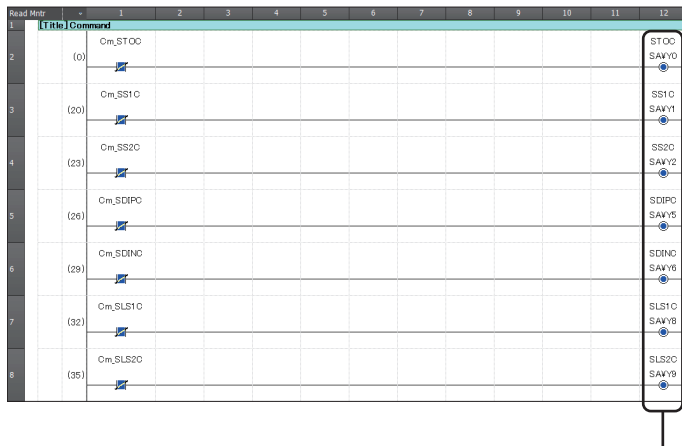 Read Mntr 1 2 3 4 5 6 7 8 9 10 11 12
1 [Title]Command
Cm_STOC STOC
2 (0) SA¥Y0
Cm_SS1C SS1C
3 (20) SA¥Y1
Cm_SS2C SS2C
4 (23) SA¥Y2
Cm_SDIPC SDIPC
5 (26) SA¥Y5
Cm_SDINC SDINC
6 (29) SA¥Y6
Cm_SLS1C SLS1C
7 (32) SA¥Y8
Cm_SLS2C SLS2C
8 (35) SA¥Y9